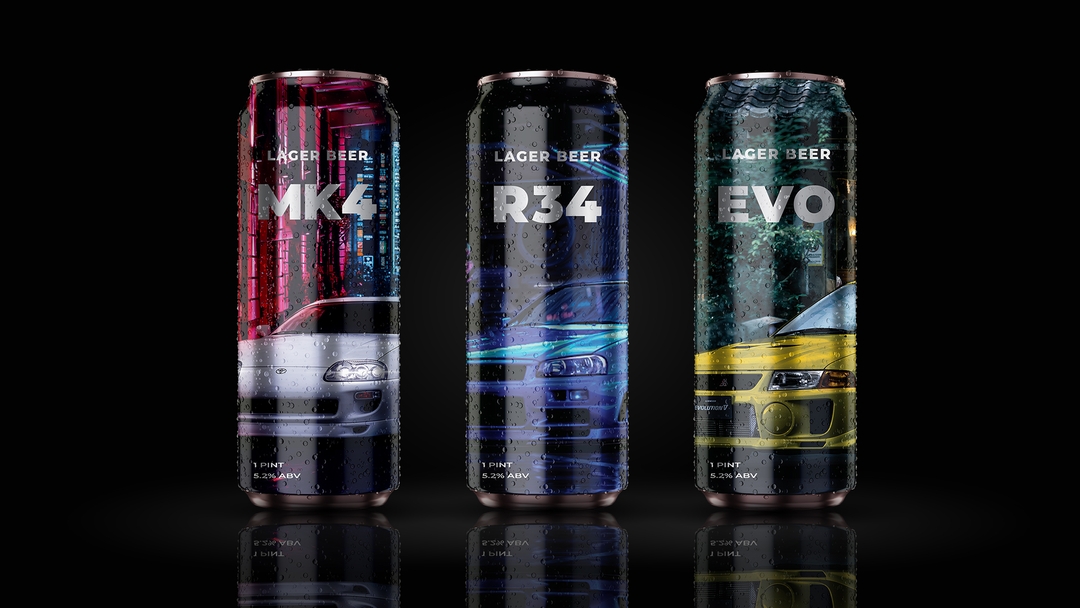 LAGER BEER
MK4
1 PINT
5.2% ABV
LAGER BEER
R34
1 PINT
5.2% ABV
LAGER BEER
EVO
EVOLUTION V
1 PINT
5.2% ABV